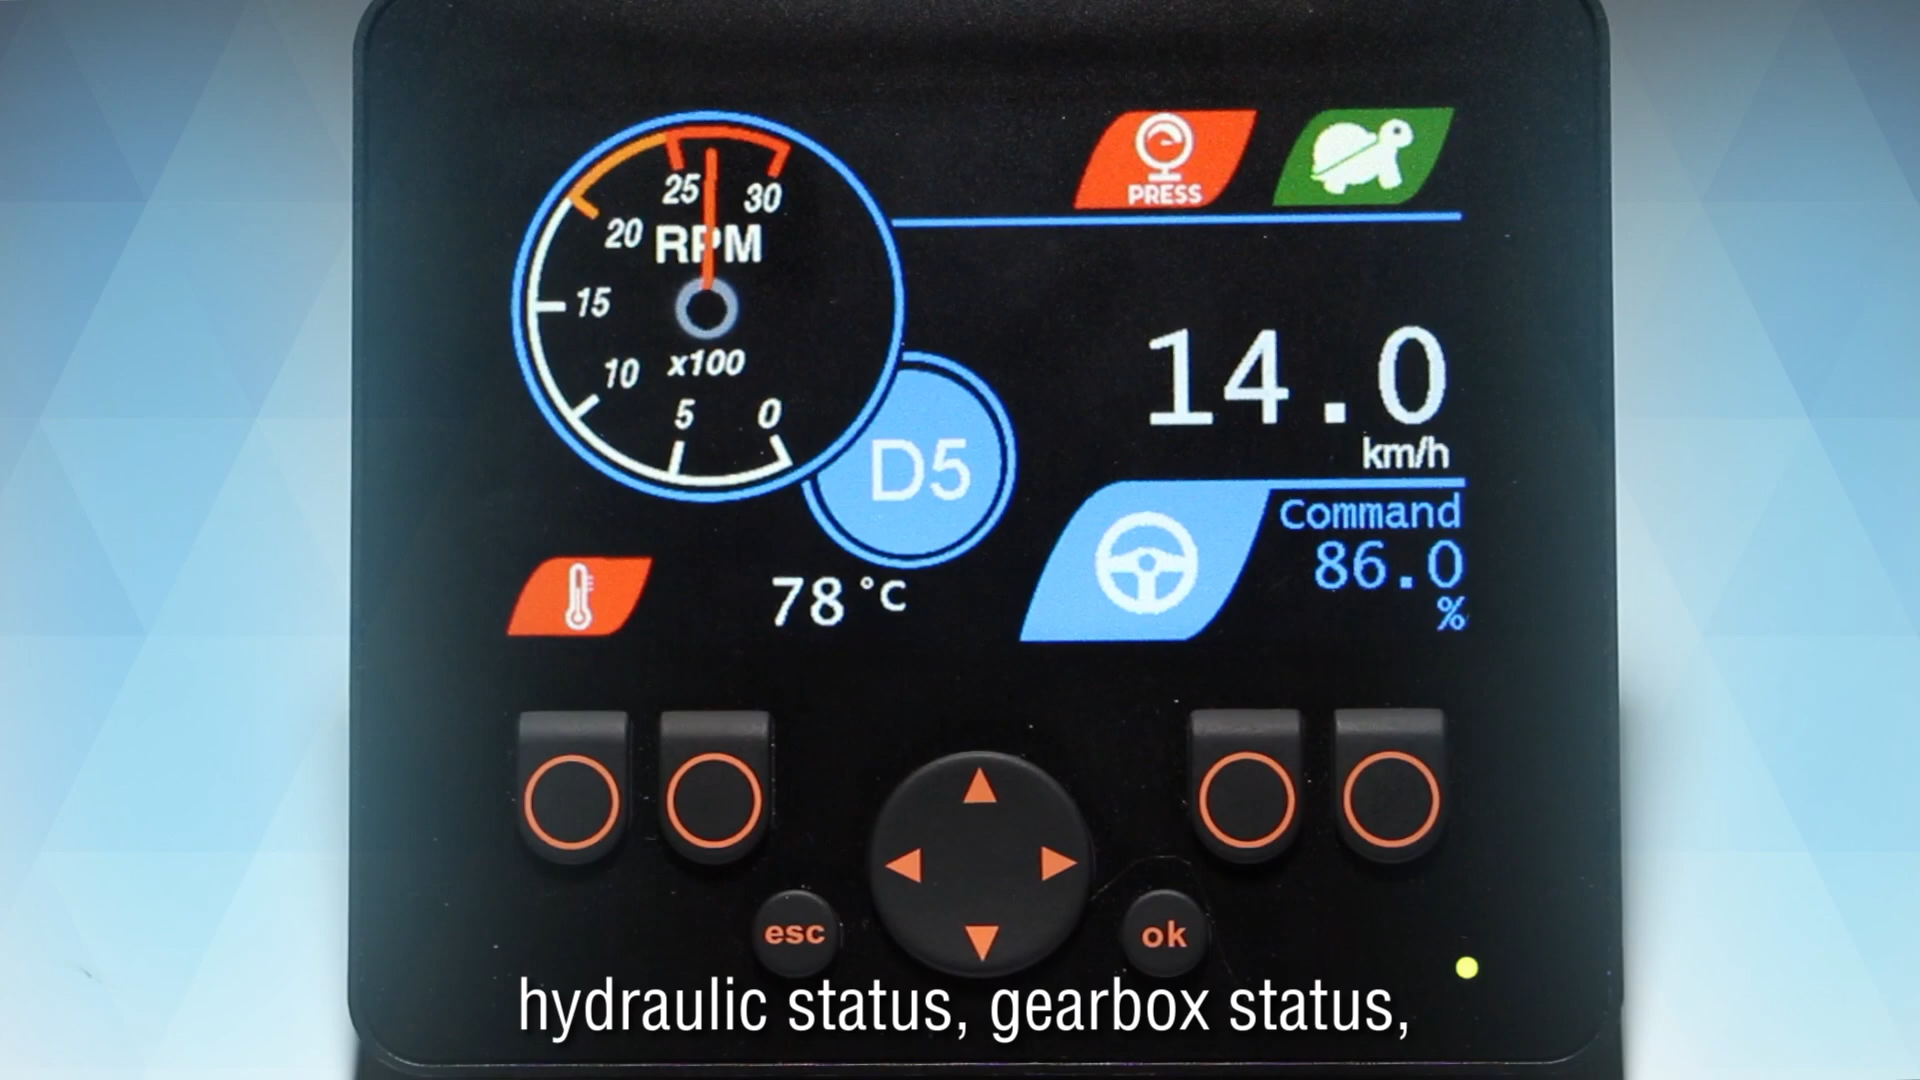 PRESS
25
30
20
RPM
15
10
x100
5
0
14.0
km/h
D5
Command
86.0
%
78 °C
esc
ok
hydraulic status, gearbox status,